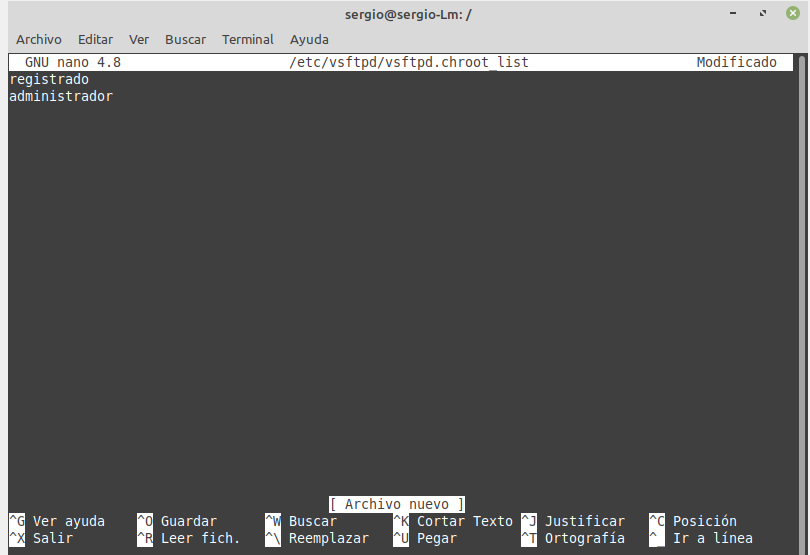 sergio@sergio-Lm: /
Archivo Editar Ver Buscar Terminal Ayuda
GNU nano 4.8 /etc/vsftpd/vsftpd.chroot_list Modificado
registrado
administrador
[ Archivo nuevo ]
^G Ver ayuda ^O Guardar ^W Buscar ^K Cortar Texto ^J Justificar ^C Posición
^X Salir ^R Leer fich. ^\ Reemplazar ^U Pegar ^T Ortografía ^_ Ir a línea